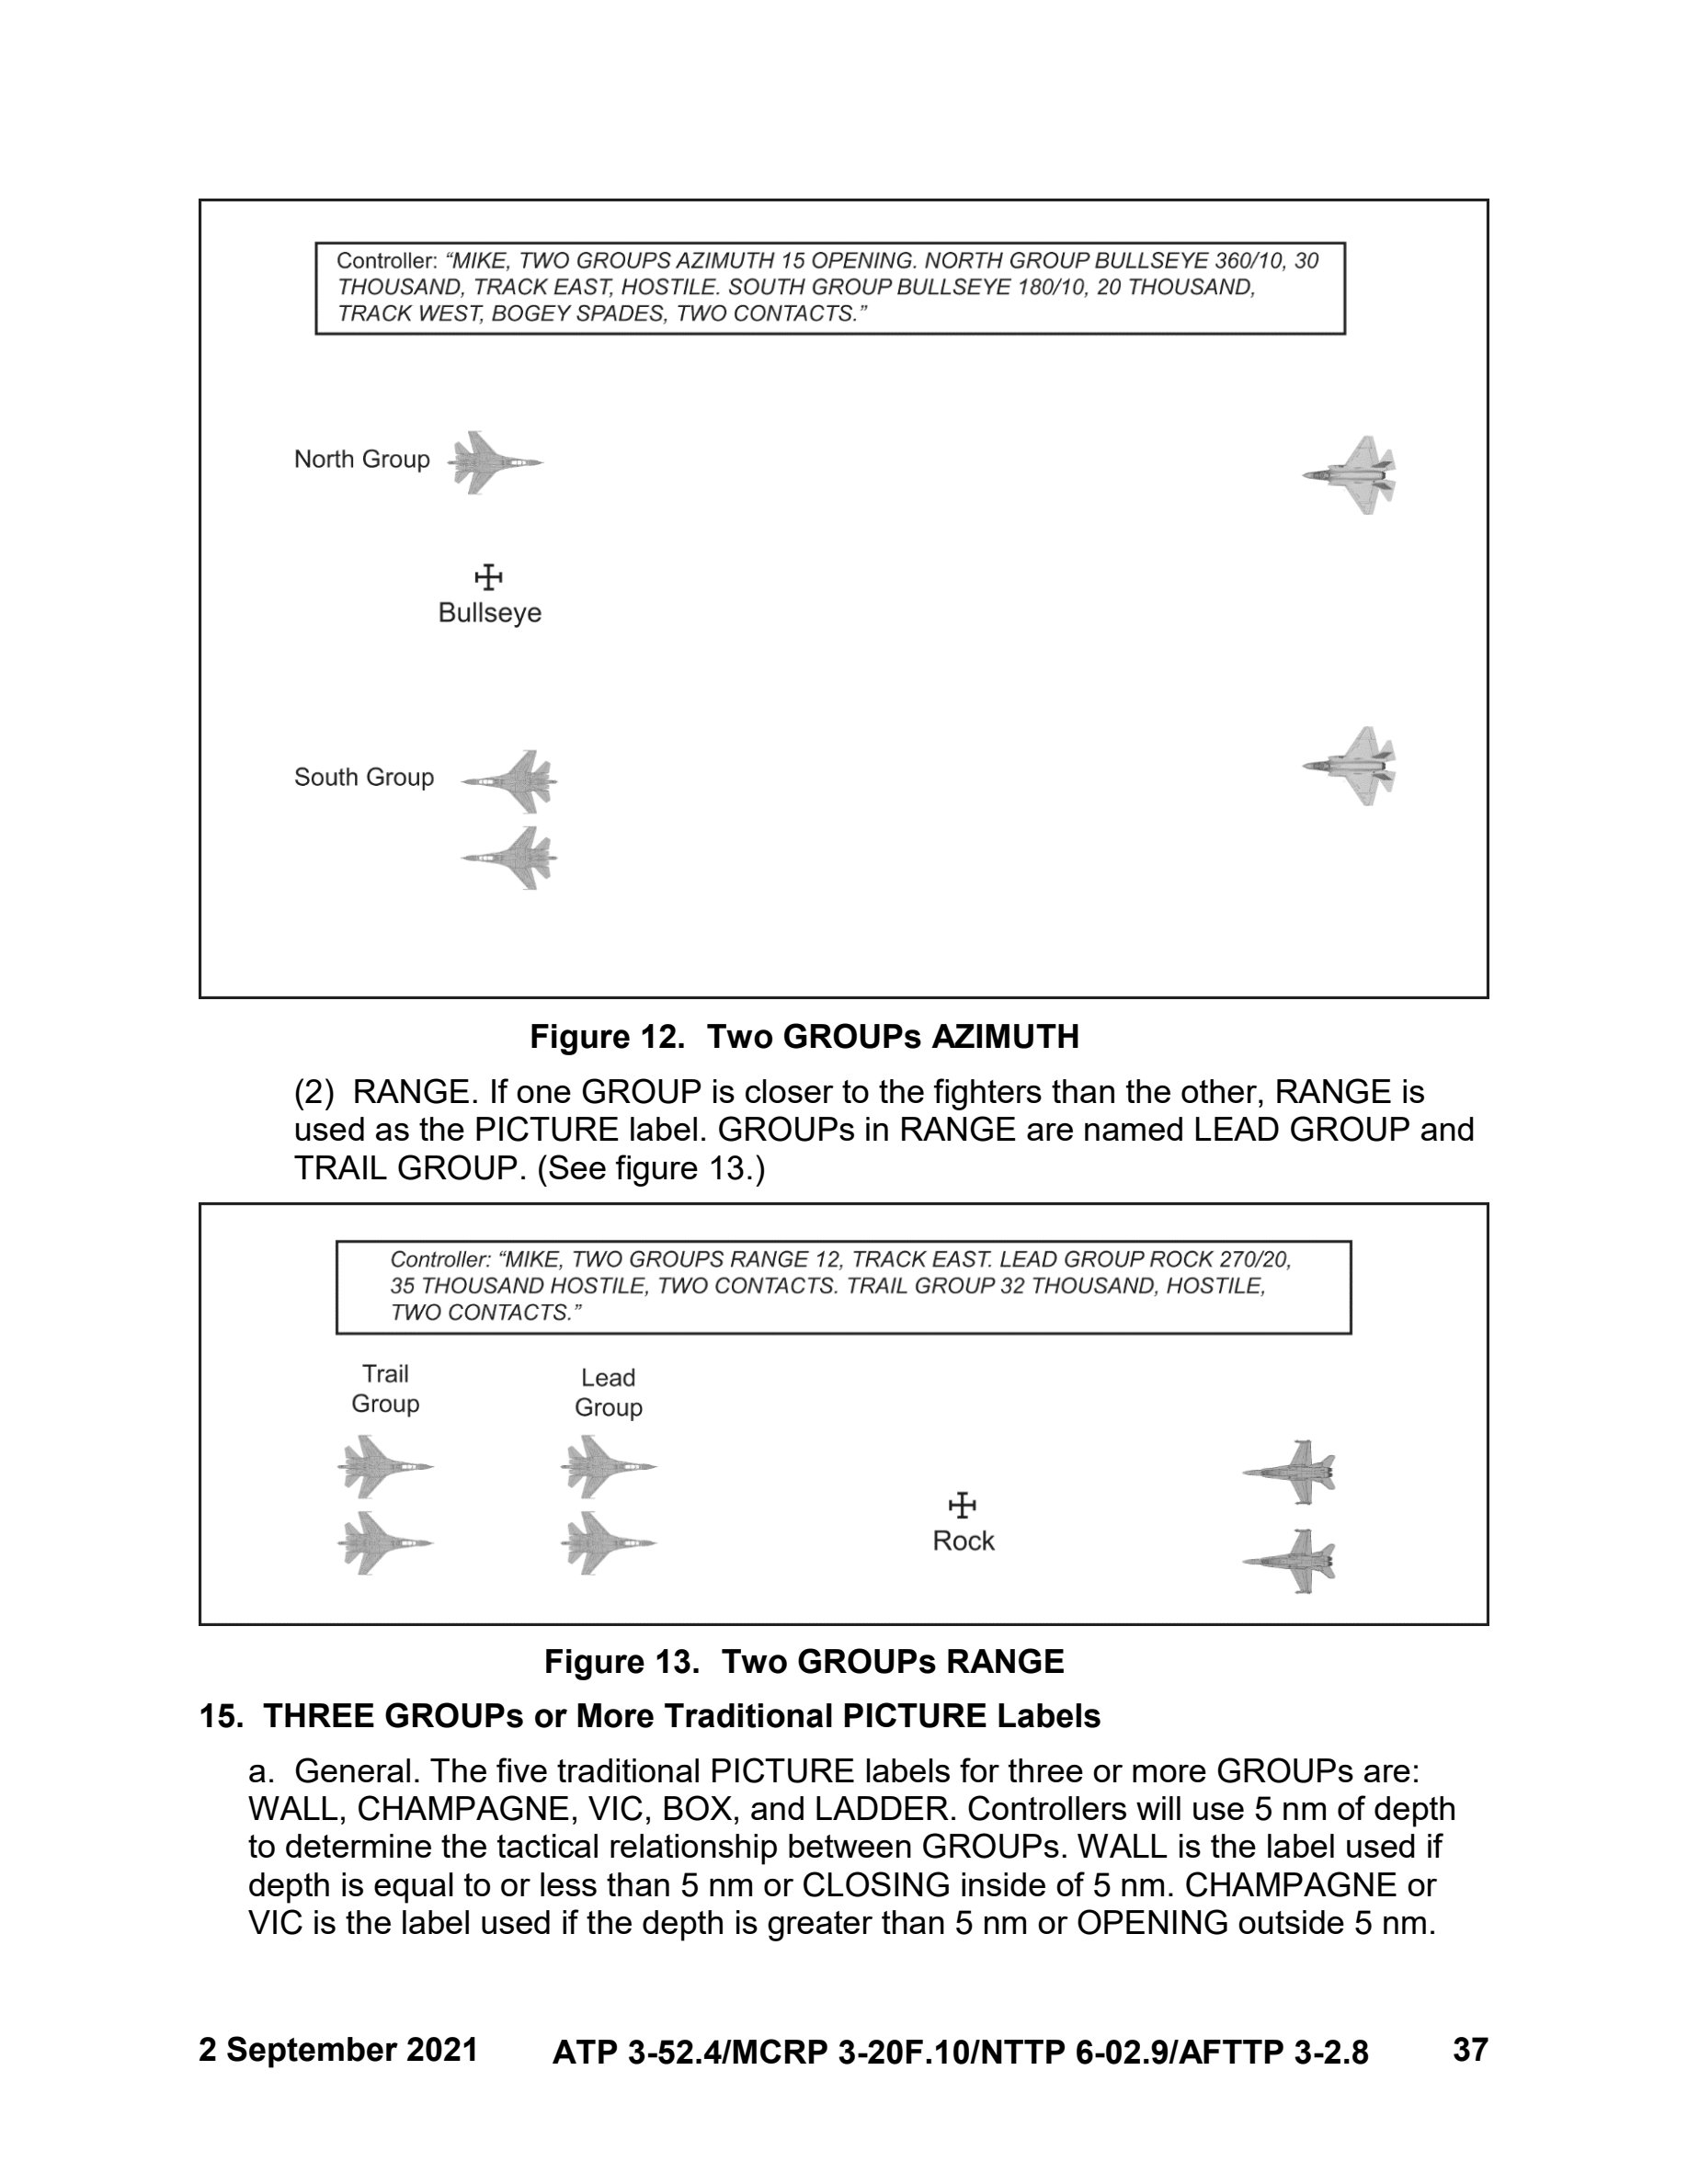 Controller: “MIKE, TWO GROUPS AZIMUTH 15 OPENING. NORTH GROUP BULLSEYE 360/10, 30
THOUSAND, TRACK EAST, HOSTILE. SOUTH GROUP BULLSEYE 180/10, 20 THOUSAND,
TRACK WEST, BOGEY SPADES, TWO CONTACTS.”
North Group
Bullseye
South Group
Figure 12. Two GROUPs AZIMUTH
(2) RANGE. If one GROUP is closer to the fighters than the other, RANGE is
used as the PICTURE label. GROUPs in RANGE are named LEAD GROUP and
TRAIL GROUP. (See figure 13.)
Controller: “MIKE, TWO GROUPS RANGE 12, TRACK EAST. LEAD GROUP ROCK 270/20,
35 THOUSAND HOSTILE, TWO CONTACTS. TRAIL GROUP 32 THOUSAND, HOSTILE,
TWO CONTACTS.”
Trail
Group
Lead
Group
Rock
Figure 13. Two GROUPs RANGE
15. THREE GROUPs or More Traditional PICTURE Labels
a. General. The five traditional PICTURE labels for three or more GROUPs are:
WALL, CHAMPAGNE, VIC, BOX, and LADDER. Controllers will use 5 nm of depth
to determine the tactical relationship between GROUPs. WALL is the label used if
depth is equal to or less than 5 nm or CLOSING inside of 5 nm. CHAMPAGNE or
VIC is the label used if the depth is greater than 5 nm or OPENING outside 5 nm.
2 September 2021 ATP 3-52.4/MCRP 3-20F.10/NTTP 6-02.9/AFTTP 3-2.8 37